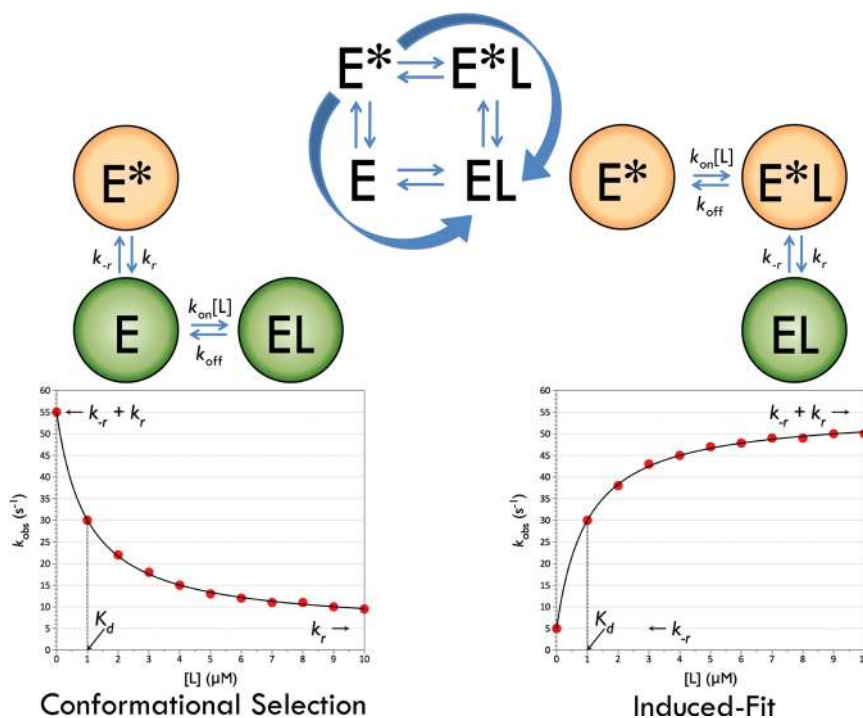 E* E*L
E EL
E*
k-r kr
E
kon[L]
koff
EL
E*
kon[L]
koff
E*L
k-r kr
EL
60
55
50
45
40
35
30
25
20
15
10
5
0
kobs (s-1)
← k-r + kr
Kd
kr →
0 1 2 3 4 5 6 7 8 9 10
[L] (μM)
Conformational Selection
60
55
50
45
40
35
30
25
20
15
10
5
0
kobs (s-1)
k-r + kr →
Kd
← k-r
0 1 2 3 4 5 6 7 8 9 1
[L] (μM)
Induced-Fit